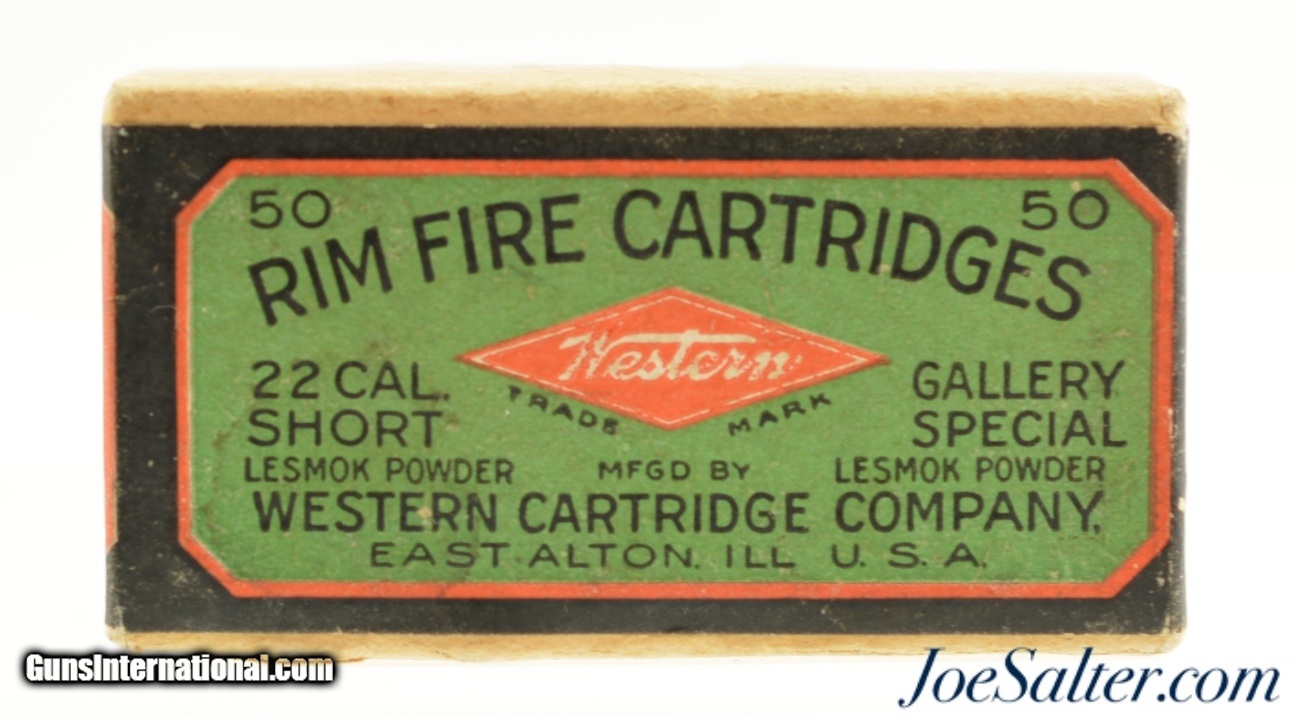 50 50
RIM FIRE CARTRIDGES
Western
TRADE MARK
22 CAL. GALLERY
SHORT SPECIAL
LESMOK POWDER MFGD BY LESMOK POWDER
WESTERN CARTRIDGE COMPANY,
EAST ALTON. ILL U. S. A.
GunsInternational.com
JoeSalter.com